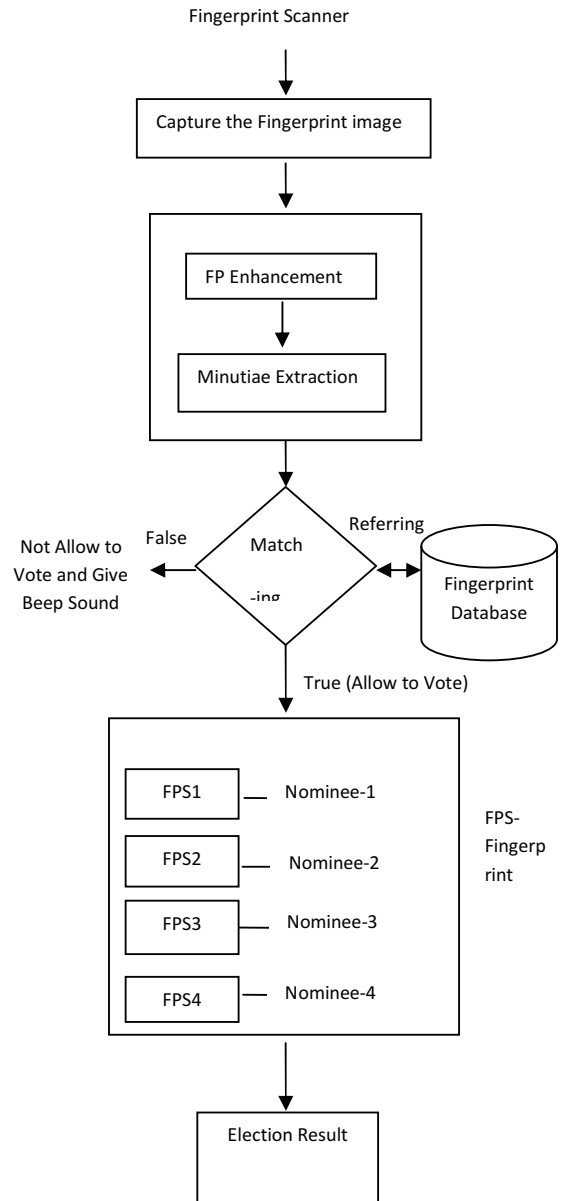 Fingerprint Scanner
Capture the Fingerprint image
FP Enhancement
Minutiae Extraction
False
Not Allow to
Vote and Give
Beep Sound
Match
-ing
Referring
Fingerprint
Database
True (Allow to Vote)
FPS1
Nominee-1
FPS2
Nominee-2
FPS3
Nominee-3
FPS4
Nominee-4
FPS-
Fingerp
rint
Election Result